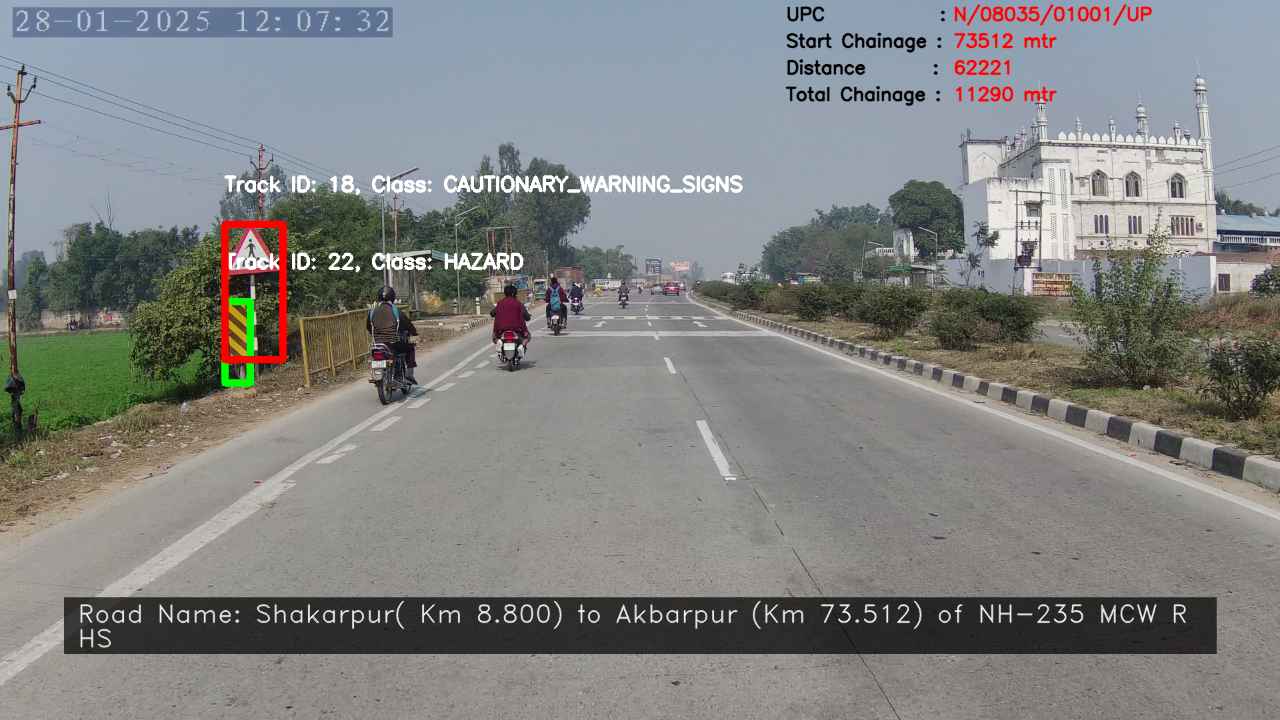 28-01-2025 12:07:32
UPC : N/08035/01001/UP
Start Chainage : 73512 mtr
Distance : 62221
Total Chainage : 11290 mtr
Track ID: 18, Class: CAUTIONARY_WARNING_SIGNS
Track ID: 22, Class: HAZARD
Road Name: Shakarpur( Km 8.800) to Akbarpur (Km 73.512) of NH-235 MCW R
HS